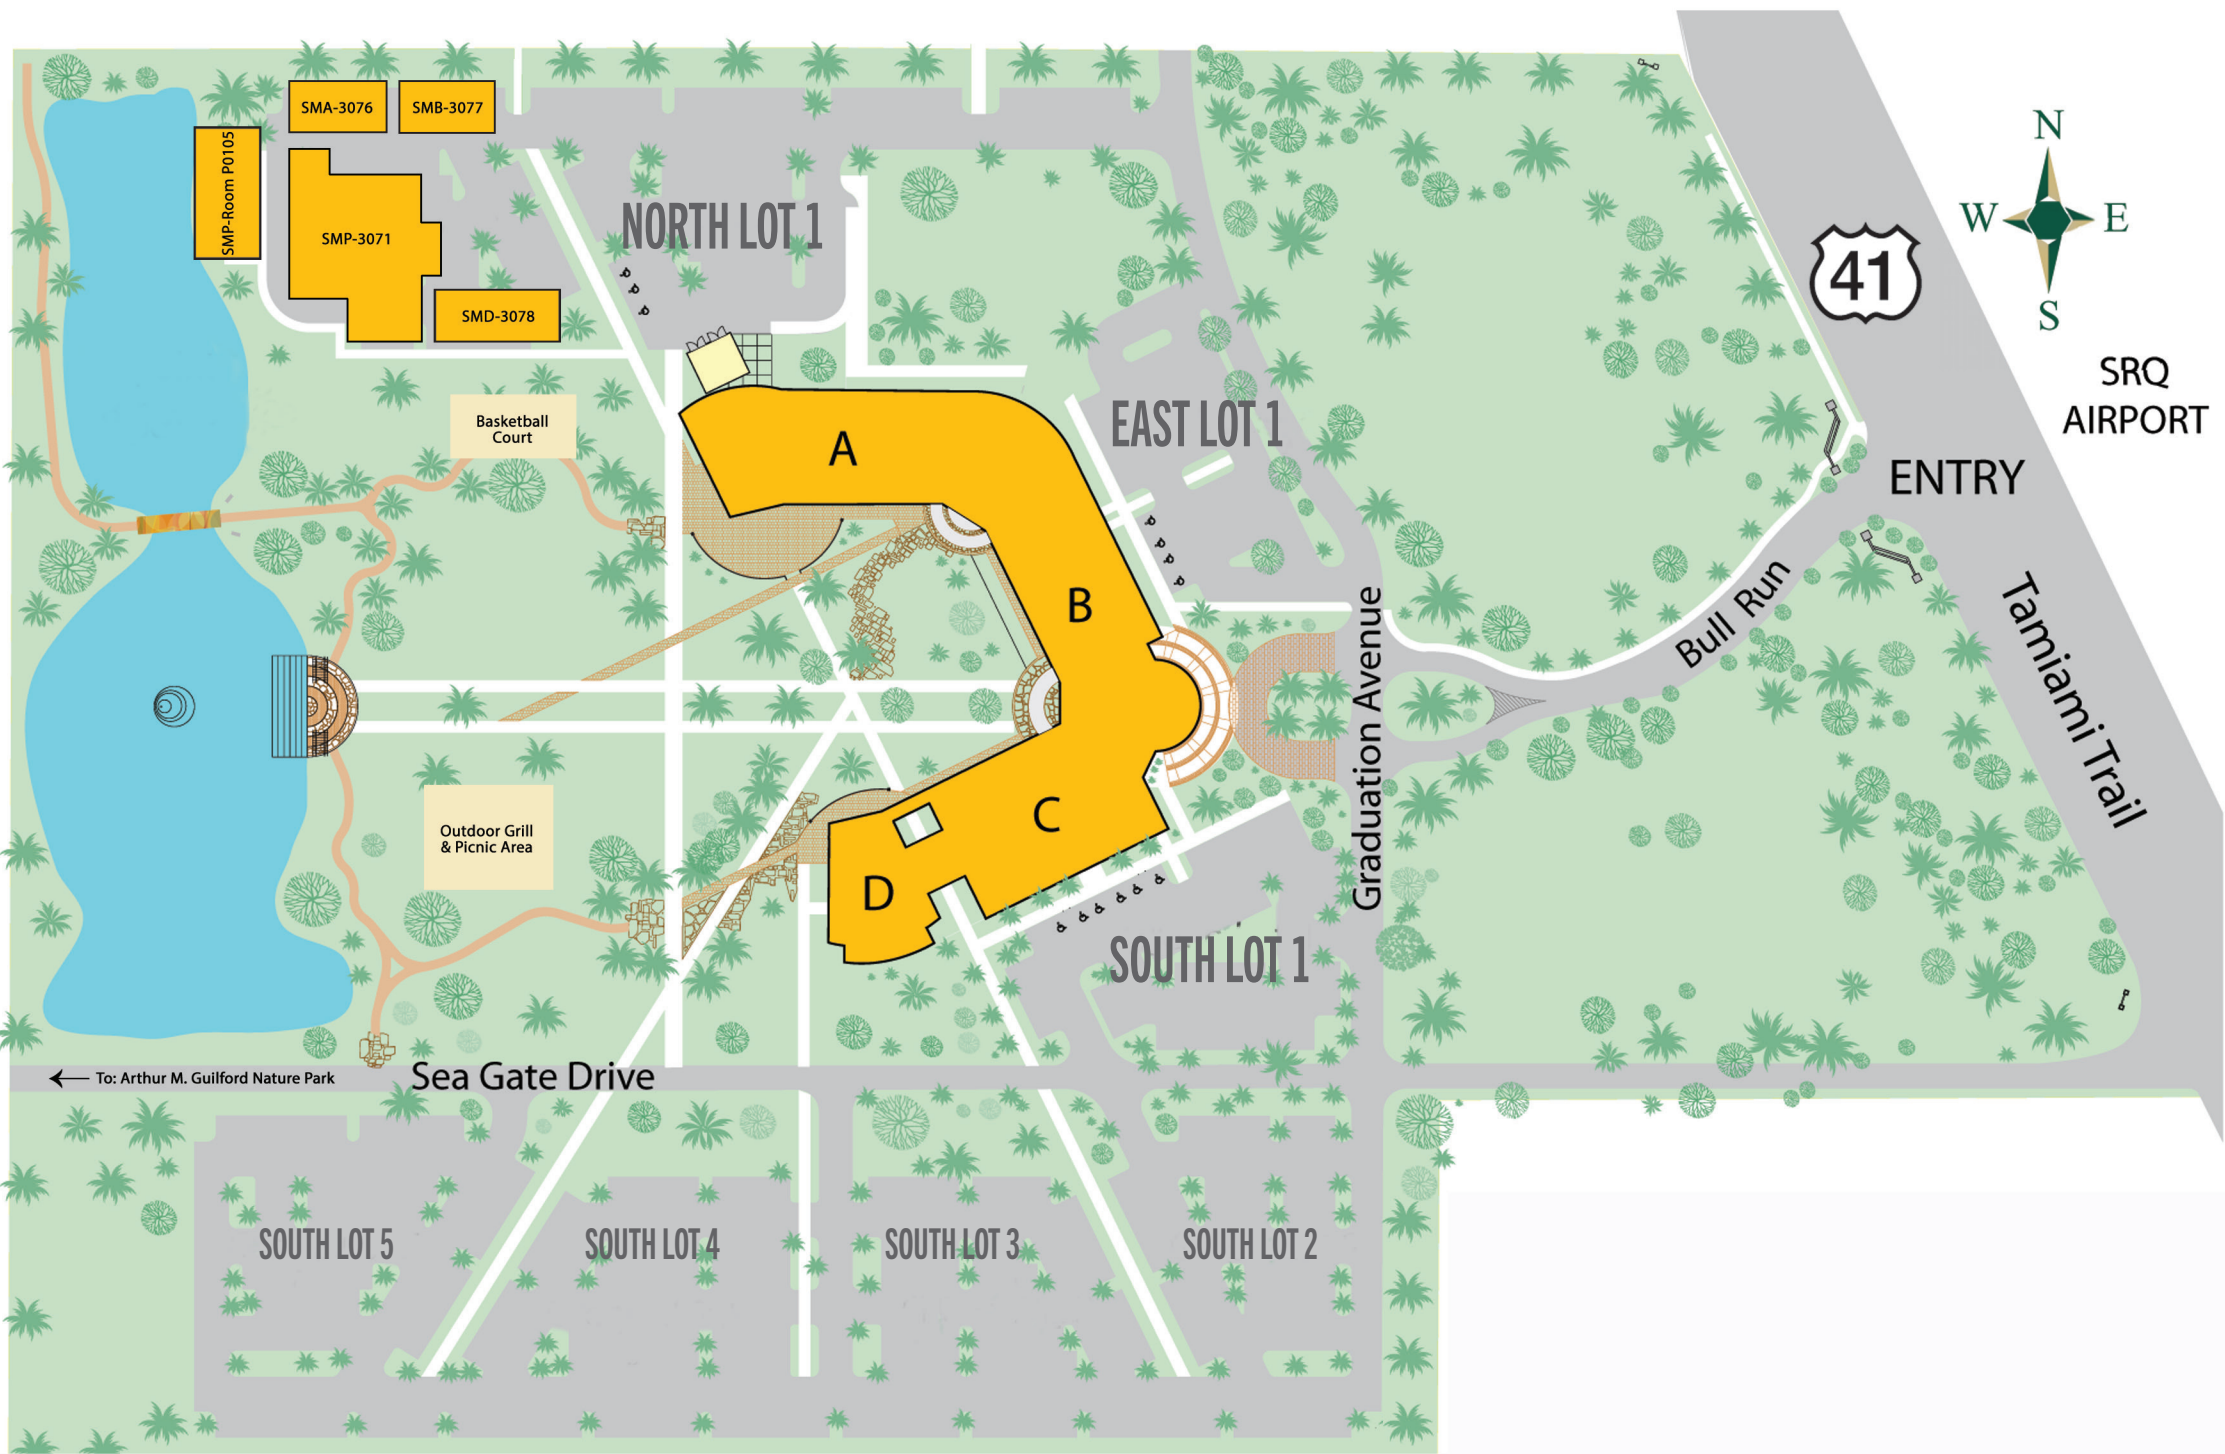 SMA-3076
SMB-3077
SMP-Room P0105
SMP-3071
SMD-3078
NORTH LOT 1
N
W
E
S
41
SRQ
AIRPORT
Basketball
Court
A
EAST LOT 1
ENTRY
B
Bull Run
Graduation Avenue
Tamiami Trail
Outdoor Grill
& Picnic Area
C
D
SOUTH LOT 1
To: Arthur M. Guilford Nature Park
Sea Gate Drive
SOUTH LOT 5
SOUTH LOT 4
SOUTH LOT 3
SOUTH LOT 2